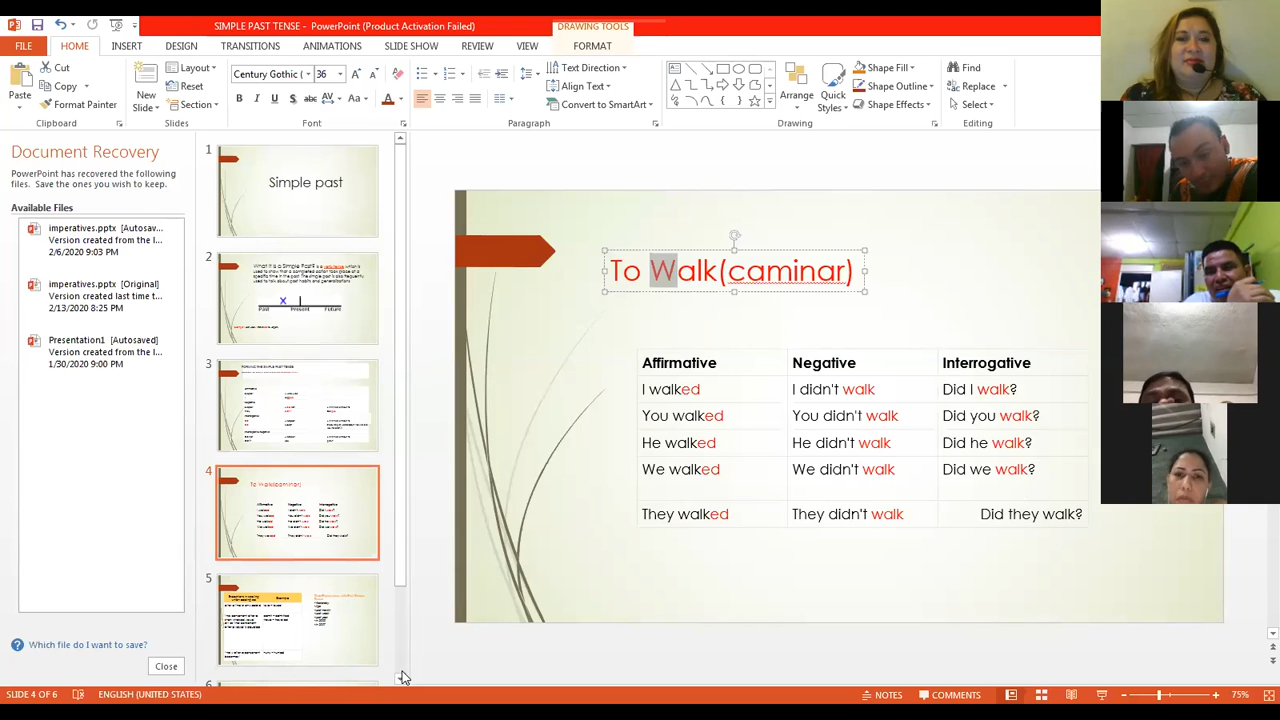 SIMPLE PAST TENSE - PowerPoint (Product Activation Failed)
DRAWING TOOLS
FILE HOME INSERT DESIGN TRANSITIONS ANIMATIONS SLIDE SHOW REVIEW VIEW FORMAT
Paste Cut Copy Format Painter
Clipboard
New Slide Layout Reset Section
Slides
Century Gothic ( 36
Font
Text Direction Align Text Convert to SmartArt
Paragraph
Arrange Quick Styles Shape Fill Shape Outline Shape Effects
Drawing
Find Replace Select
Editing
Document Recovery
PowerPoint has recovered the following
files. Save the ones you wish to keep.
Available Files
imperatives.pptx [Autosav...
Version created from the l...
2/6/2020 9:03 PM
imperatives.pptx [Original]
Version created last time t...
2/13/2020 8:25 PM
Presentation1 [Autosaved]
Version created from the l...
1/30/2020 9:00 PM
Which file do I want to save?
Close
1
Simple past
2
Past Present Future
3
4
To Walk(caminar)
5
6
To Walk(caminar)
Affirmative Negative Interrogative
I walked I didn't walk Did I walk?
You walked You didn't walk Did you walk?
He walked He didn't walk Did he walk?
We walked We didn't walk Did we walk?
They walked They didn't walk Did they walk?
SLIDE 4 OF 6 ENGLISH (UNITED STATES) NOTES COMMENTS 75%